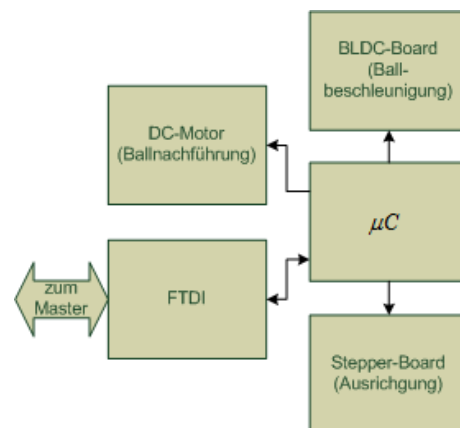 BLDC-Board
(Ball-
beschleunigung)
DC-Motor
(Ballnachführung)
μC
zum
Master
FTDI
Stepper-Board
(Ausrichgung)